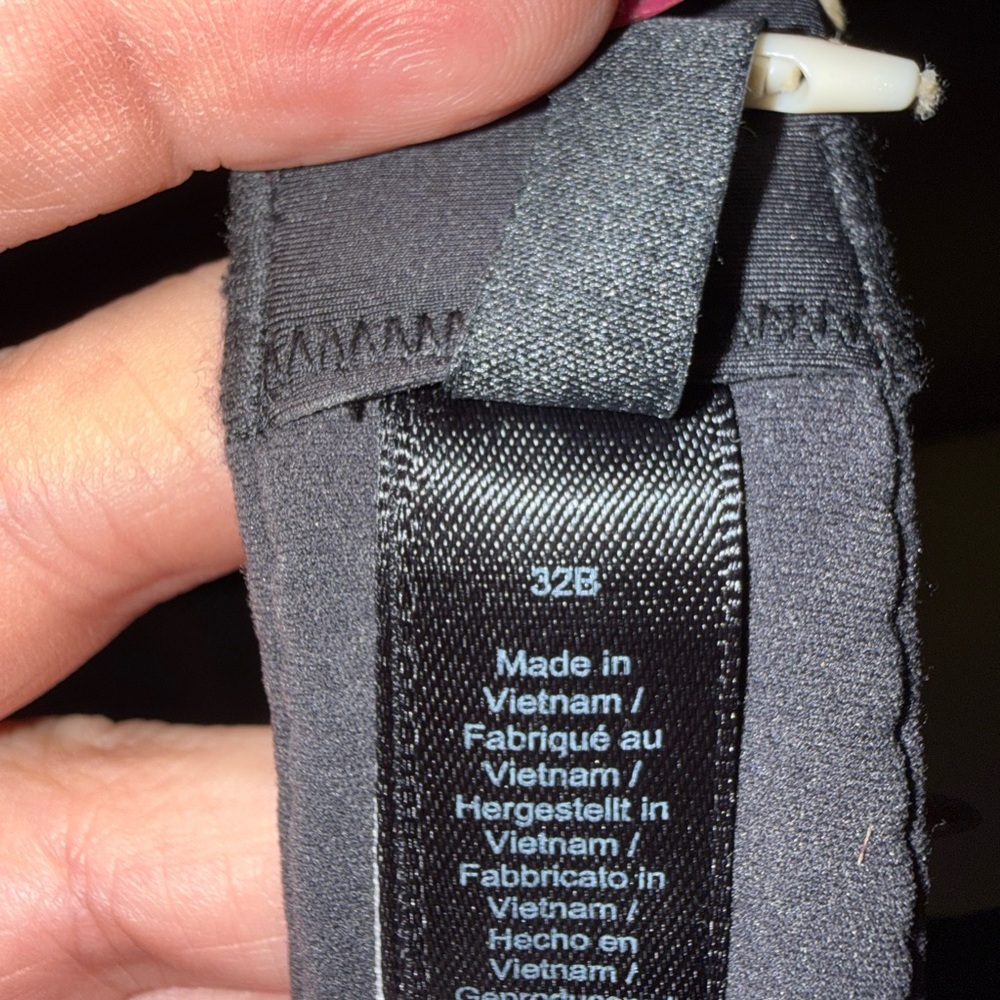 32B
Made in
Vietnam /
Fabriqué au
Vietnam /
Hergestellt in
Vietnam /
Fabbricato in
Vietnam /
Hecho en
Vietnam /